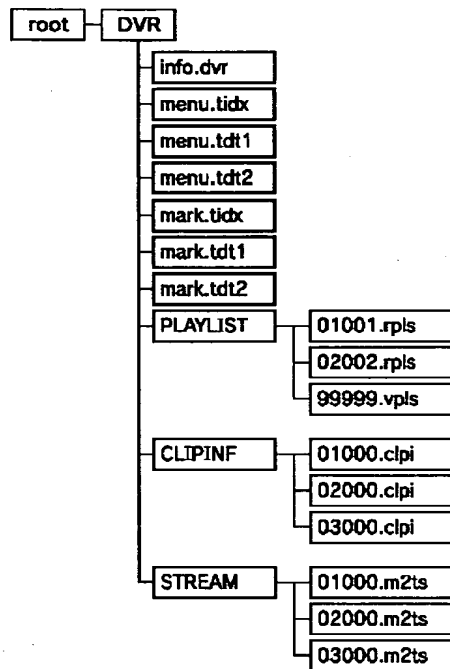 root DVR
info.dvr
menu.tidx
menu.tdt1
menu.tdt2
mark.tidx
mark.tdt1
mark.tdt2
PLAYLIST 01001.rpls
02002.rpls
99999.vpls
CLIPINF 01000.clpi
02000.clpi
03000.clpi
STREAM 01000.m2ts
02000.m2ts
03000.m2ts